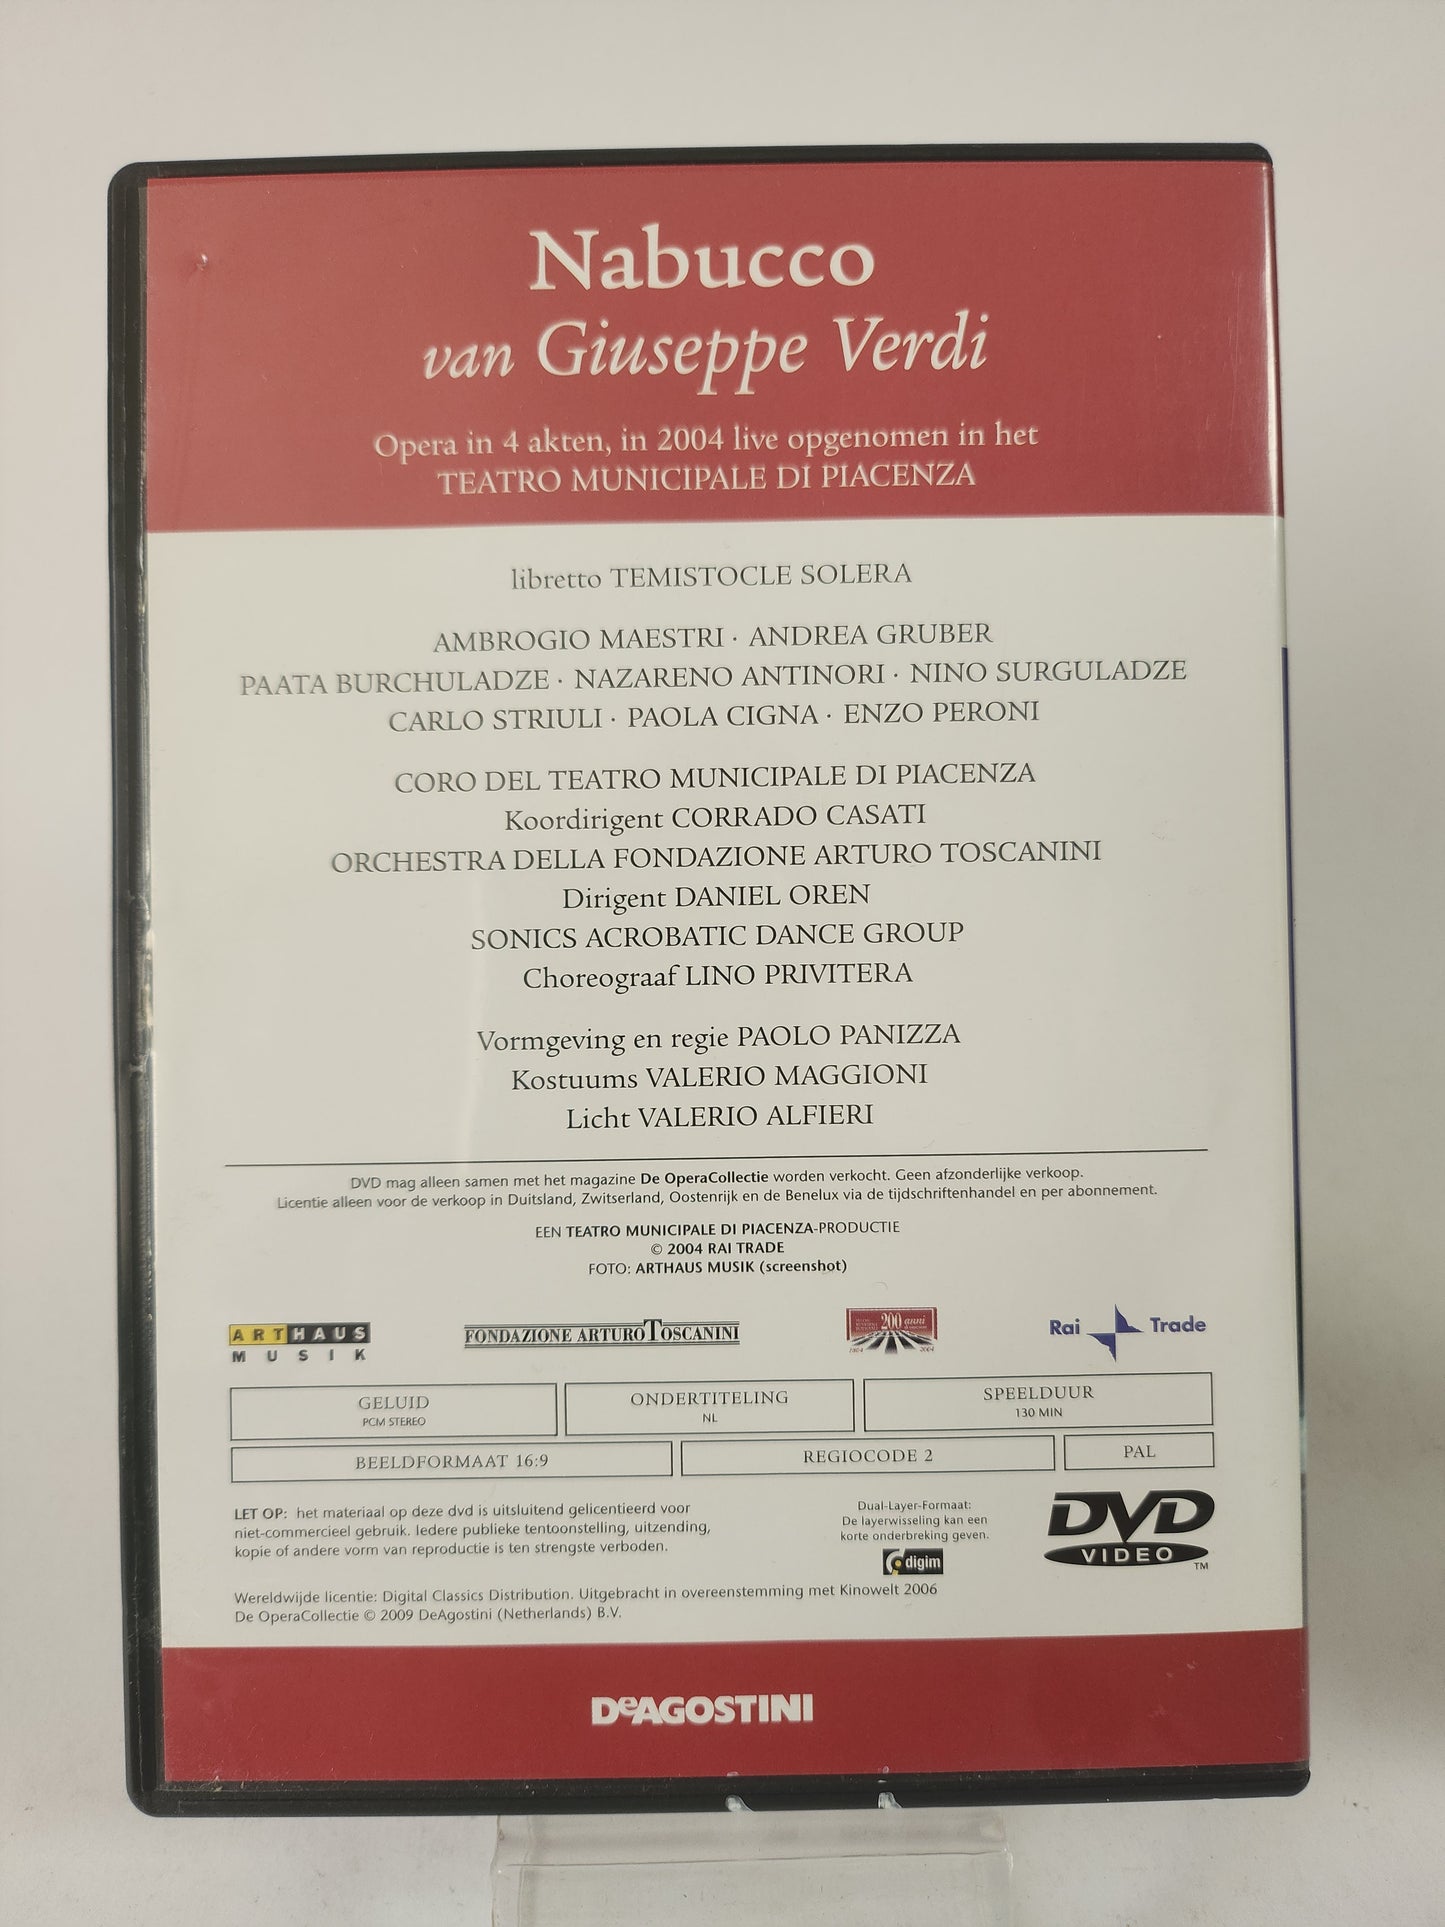 Nabucco
van Giuseppe Verdi
Opera in 4 akten, in 2004 live opgenomen in het
TEATRO MUNICIPALE DI PIACENZA
libretto TEMISTOCLE SOLERA
AMBROGIO MAESTRI · ANDREA GRUBER
PAATA BURCHULADZE · NAZARENO ANTINORI · NINO SURGULADZE
CARLO STRIULI · PAOLA CIGNA · ENZO PERONI
CORO DEL TEATRO MUNICIPALE DI PIACENZA
Koordirigent CORRADO CASATI
ORCHESTRA DELLA FONDAZIONE ARTURO TOSCANINI
Dirigent DANIEL OREN
SONICS ACROBATIC DANCE GROUP
Choreograaf LINO PRIVITERA
Vormgeving en regie PAOLO PANIZZA
Kostuums VALERIO MAGGIONI
Licht VALERIO ALFIERI
DVD mag alleen samen met het magazine De OperaCollectie worden verkocht. Geen afzonderlijke verkoop.
Licentie alleen voor de verkoop in Duitsland, Zwitserland, Oostenrijk en de Benelux via de tijdschriftenhandel en per abonnement.
EEN TEATRO MUNICIPALE DI PIACENZA-PRODUCTIE
© 2004 RAI TRADE
FOTO: ARTHAUS MUSIK (screenshot)
ARTHAUS
MUSIK
FONDAZIONE ARTURO TOSCANINI
200 anni
1804 2004
Rai Trade
GELUID
PCM STEREO
ONDERTITELING
NL
SPEELDUUR
130 MIN
BEELDFORMAAT 16:9
REGIOCODE 2
PAL
LET OP: het materiaal op deze dvd is uitsluitend gelicentieerd voor
niet-commercieel gebruik. Iedere publieke tentoonstelling, uitzending,
kopie of andere vorm van reproductie is ten strengste verboden.
Dual-Layer-Formaat:
De layerwisseling kan een
korte onderbreking geven.
digim
DVD
VIDEO
TM
Wereldwijde licentie: Digital Classics Distribution. Uitgebracht in overeenstemming met Kinowelt 2006
De OperaCollectie © 2009 DeAgostini (Netherlands) B.V.
DeAGOSTINI